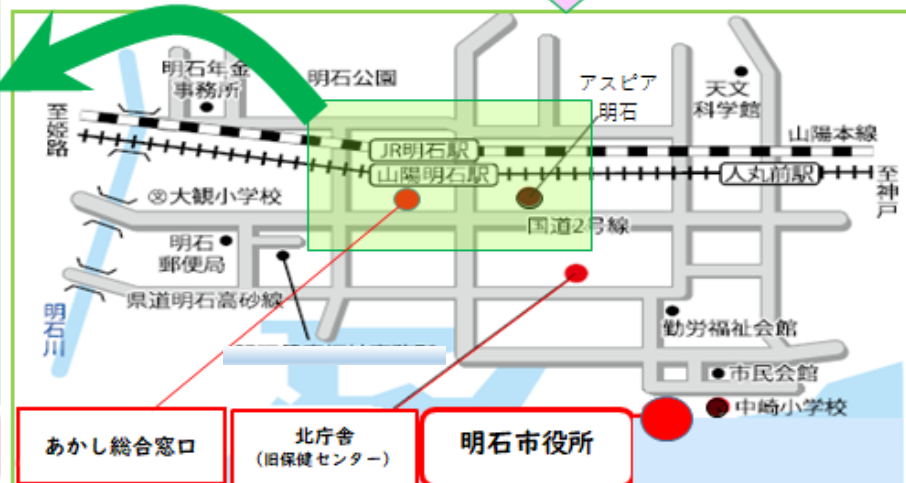 明石年金
事務所
明石公園
アスピア
明石
天文
科学館
至姫路
山陽本線
JR明石駅
山陽明石駅
人丸前駅
至神戸
㊫大観小学校
国道2号線
明石
郵便局
県道明石高砂線
明石川
勤労福祉会館
市民会館
中崎小学校
あかし総合窓口
北庁舎
(旧保健センター)
明石市役所